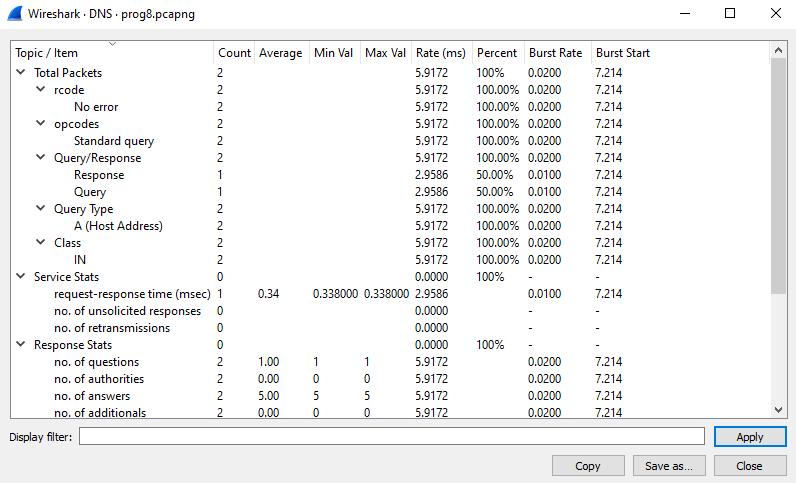 Wireshark · DNS · prog8.pcapng
Topic / Item Count Average Min Val Max Val Rate (ms) Percent Burst Rate Burst Start
Total Packets 2 5.9172 100% 0.0200 7.214
rcode 2 5.9172 100.00% 0.0200 7.214
No error 2 5.9172 100.00% 0.0200 7.214
opcodes 2 5.9172 100.00% 0.0200 7.214
Standard query 2 5.9172 100.00% 0.0200 7.214
Query/Response 2 5.9172 100.00% 0.0200 7.214
Response 1 2.9586 50.00% 0.0100 7.214
Query 1 2.9586 50.00% 0.0100 7.214
Query Type 2 5.9172 100.00% 0.0200 7.214
A (Host Address) 2 5.9172 100.00% 0.0200 7.214
Class 2 5.9172 100.00% 0.0200 7.214
IN 2 5.9172 100.00% 0.0200 7.214
Service Stats 0 0.0000 100% - -
request-response time (msec) 1 0.34 0.338000 0.338000 2.9586 0.0100 7.214
no. of unsolicited responses 0 0.0000 - -
no. of retransmissions 0 0.0000 - -
Response Stats 0 0.0000 100% - -
no. of questions 2 1.00 1 1 5.9172 0.0200 7.214
no. of authorities 2 0.00 0 0 5.9172 0.0200 7.214
no. of answers 2 5.00 5 5 5.9172 0.0200 7.214
no. of additionals 2 0.00 0 0 5.9172 0.0200 7.214
Display filter: Apply
Copy Save as... Close